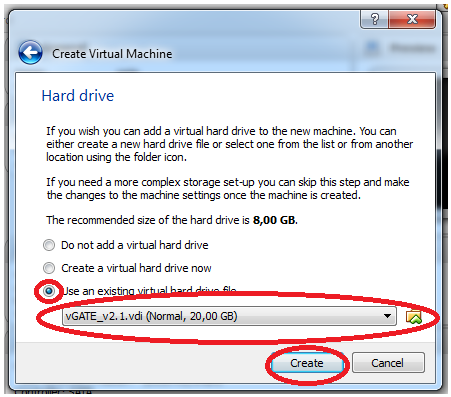 ?
Create Virtual Machine
Hard drive
If you wish you can add a virtual hard drive to the new machine. You can
either create a new hard drive file or select one from the list or from another
location using the folder icon.
If you need a more complex storage set-up you can skip this step and make
the changes to the machine settings once the machine is created.
The recommended size of the hard drive is 8,00 GB.
Do not add a virtual hard drive
Create a virtual hard drive now
Use an existing virtual hard drive file
vGATE_v2.1.vdi (Normal, 20,00 GB)
Create
Cancel
Controller: SATA